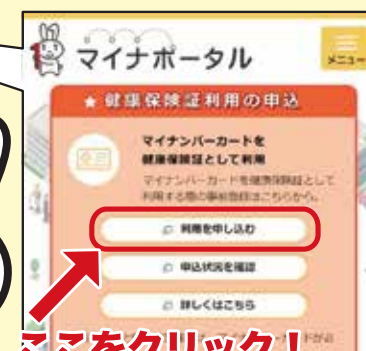 マイナポータル
メニュー
★ 健康保険証利用の申込
マイナンバーカードを
健康保険証として利用
マイナンバーカードを健康保険証として
利用する際の事前登録はこちらから。
利用を申し込む
申込状況を確認
詳しくはこちら
ここをクリック！